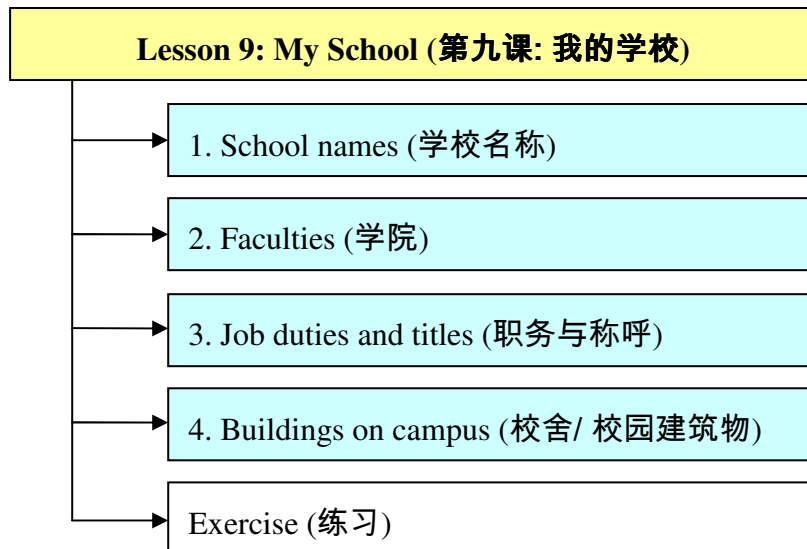 Lesson 9: My School (第九课: 我的学校)
1. School names (学校名称)
2. Faculties (学院)
3. Job duties and titles (职务与称呼)
4. Buildings on campus (校舍/ 校园建筑物)
Exercise (练习)